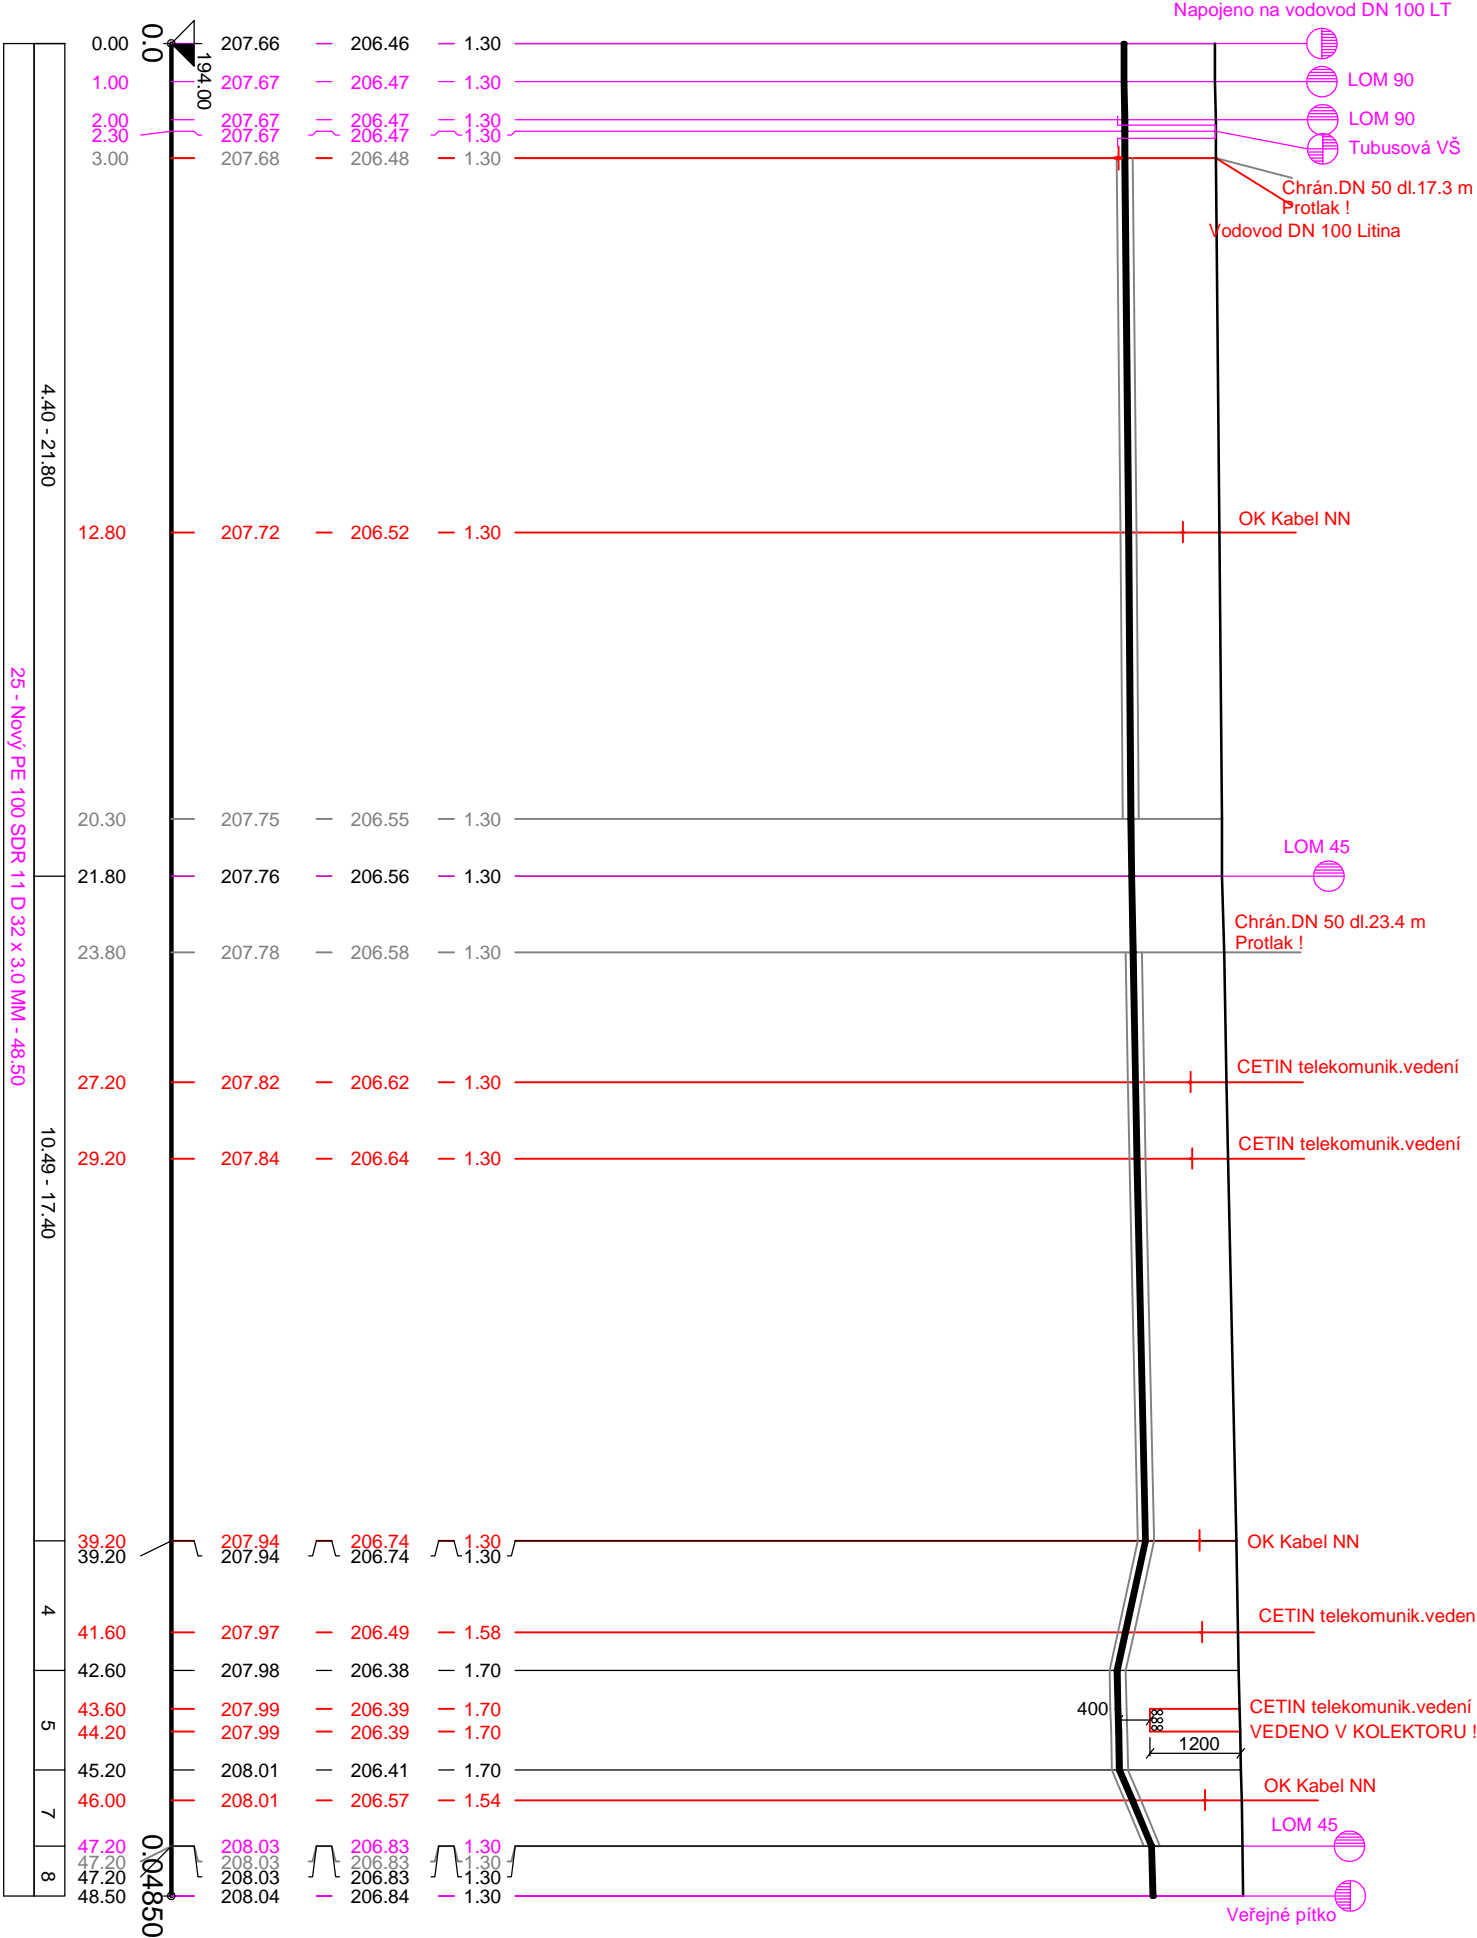 Napojeno na vodovod DN 100 LT
0.00 0.0 207.66 206.46 1.30
194.00
1.00 207.67 206.47 1.30 LOM 90
2.00 207.67 206.47 1.30 LOM 90
2.30 207.67 206.47 1.30 Tubusová VŠ
3.00 207.68 206.48 1.30
Chrán.DN 50 dl.17.3 m
Protlak !
Vodovod DN 100 Litina
4.40 - 21.80
12.80 207.72 206.52 1.30 OK Kabel NN
25 - Nový PE 100 SDR 11 D 32 x 3.0 MM - 48.50
20.30 207.75 206.55 1.30
LOM 45
21.80 207.76 206.56 1.30
Chrán.DN 50 dl.23.4 m
Protlak !
23.80 207.78 206.58 1.30
27.20 207.82 206.62 1.30 CETIN telekomunik.vedení
10.49 - 17.40
29.20 207.84 206.64 1.30 CETIN telekomunik.vedení
39.20 207.94 206.74 1.30 OK Kabel NN
39.20 207.94 206.74 1.30
4
41.60 207.97 206.49 1.58 CETIN telekomunik.veden
42.60 207.98 206.38 1.70
5
43.60 207.99 206.39 1.70 400 CETIN telekomunik.vedení
44.20 207.99 206.39 1.70 VEDENO V KOLEKTORU !
1200
45.20 208.01 206.41 1.70
7
46.00 208.01 206.57 1.54 OK Kabel NN
LOM 45
47.20 208.03 206.83 1.30
47.20 208.03 206.83 1.30
8
47.20 208.03 206.83 1.30
48.50 0.04850 208.04 206.84 1.30
Veřejné pítko